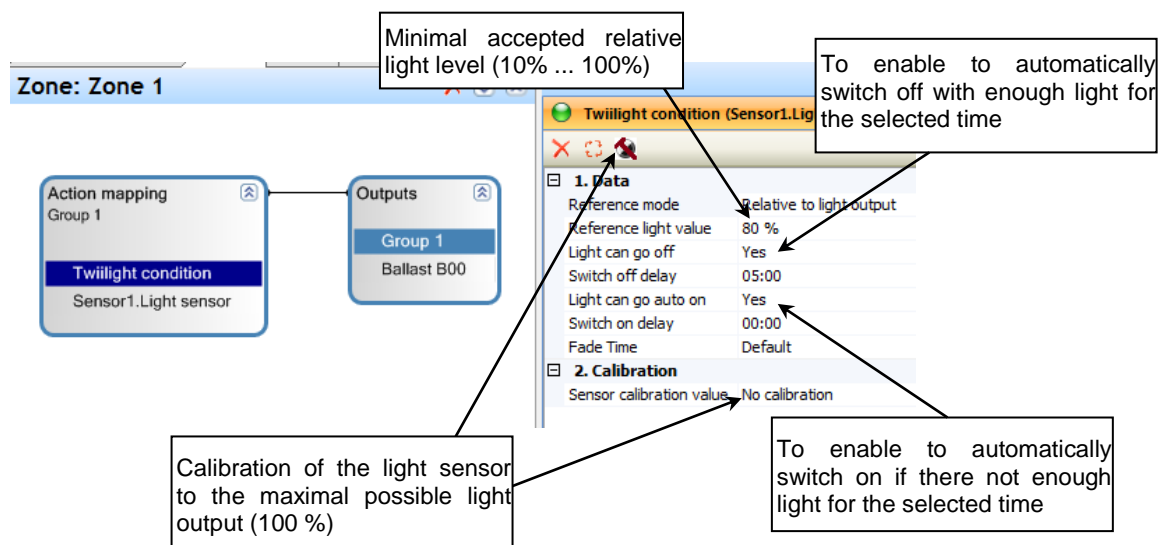 Minimal accepted relative
light level (10% ... 100%)
To enable to automatically
switch off with enough light for
the selected time
Zone: Zone 1
Twiilight condition (Sensor1.Lig
Action mapping
Group 1
Twiilight condition
Sensor1.Light sensor
Outputs
Group 1
Ballast B00
1. Data
Reference mode Relative to light output
Reference light value 80 %
Light can go off Yes
Switch off delay 05:00
Light can go auto on Yes
Switch on delay 00:00
Fade Time Default
2. Calibration
Sensor calibration value No calibration
Calibration of the light sensor
to the maximal possible light
output (100 %)
To enable to automatically
switch on if there not enough
light for the selected time